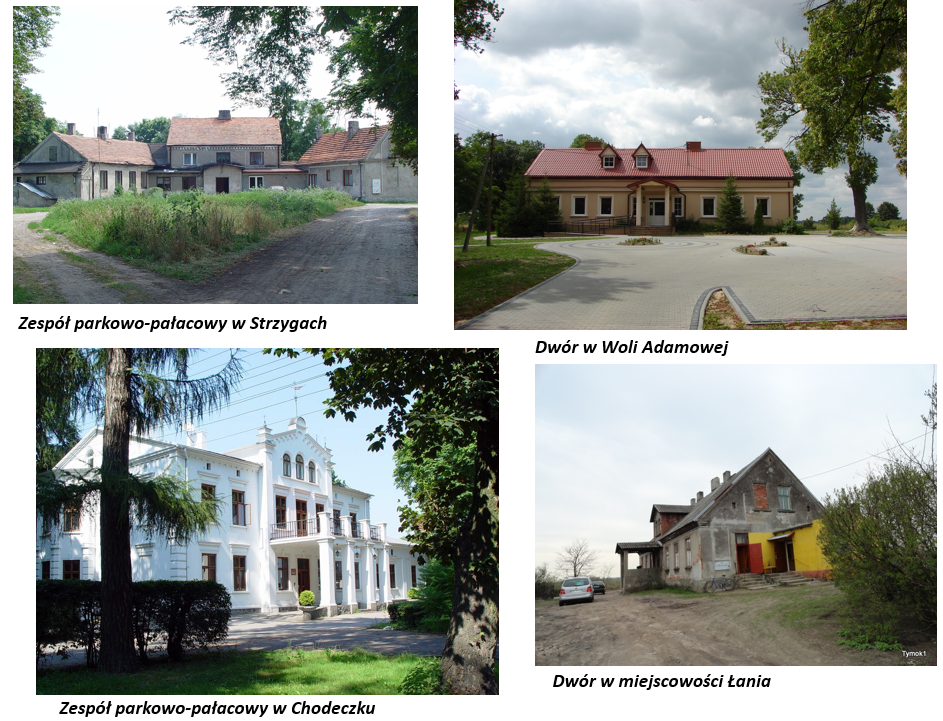 Zespół parkowo-pałacowy w Strzygach
Dwór w Woli Adamowej
Zespół parkowo-pałacowy w Chodeczku
Tymok1
Dwór w miejscowości Łania